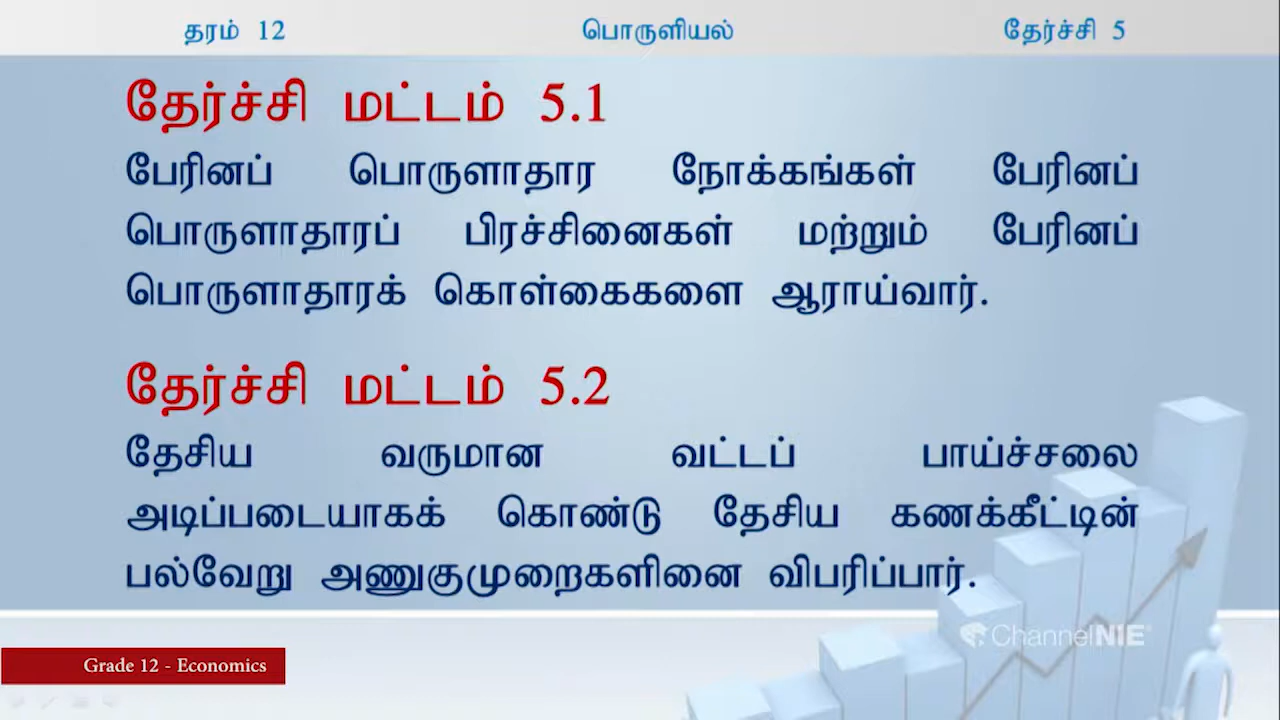 தரம் 12 பொருளியல் தேர்ச்சி 5
தேர்ச்சி மட்டம் 5.1
பேரினப் பொருளாதார நோக்கங்கள் பேரினப்
பொருளாதாரப் பிரச்சினைகள் மற்றும் பேரினப்
பொருளாதாரக் கொள்கைகளை ஆராய்வார்.
தேர்ச்சி மட்டம் 5.2
தேசிய வருமான வட்டப் பாய்ச்சலை
அடிப்படையாகக் கொண்டு தேசிய கணக்கீட்டின்
பல்வேறு அணுகுமுறைகளினை விபரிப்பார்.
ChannelNIE
Grade 12 - Economics